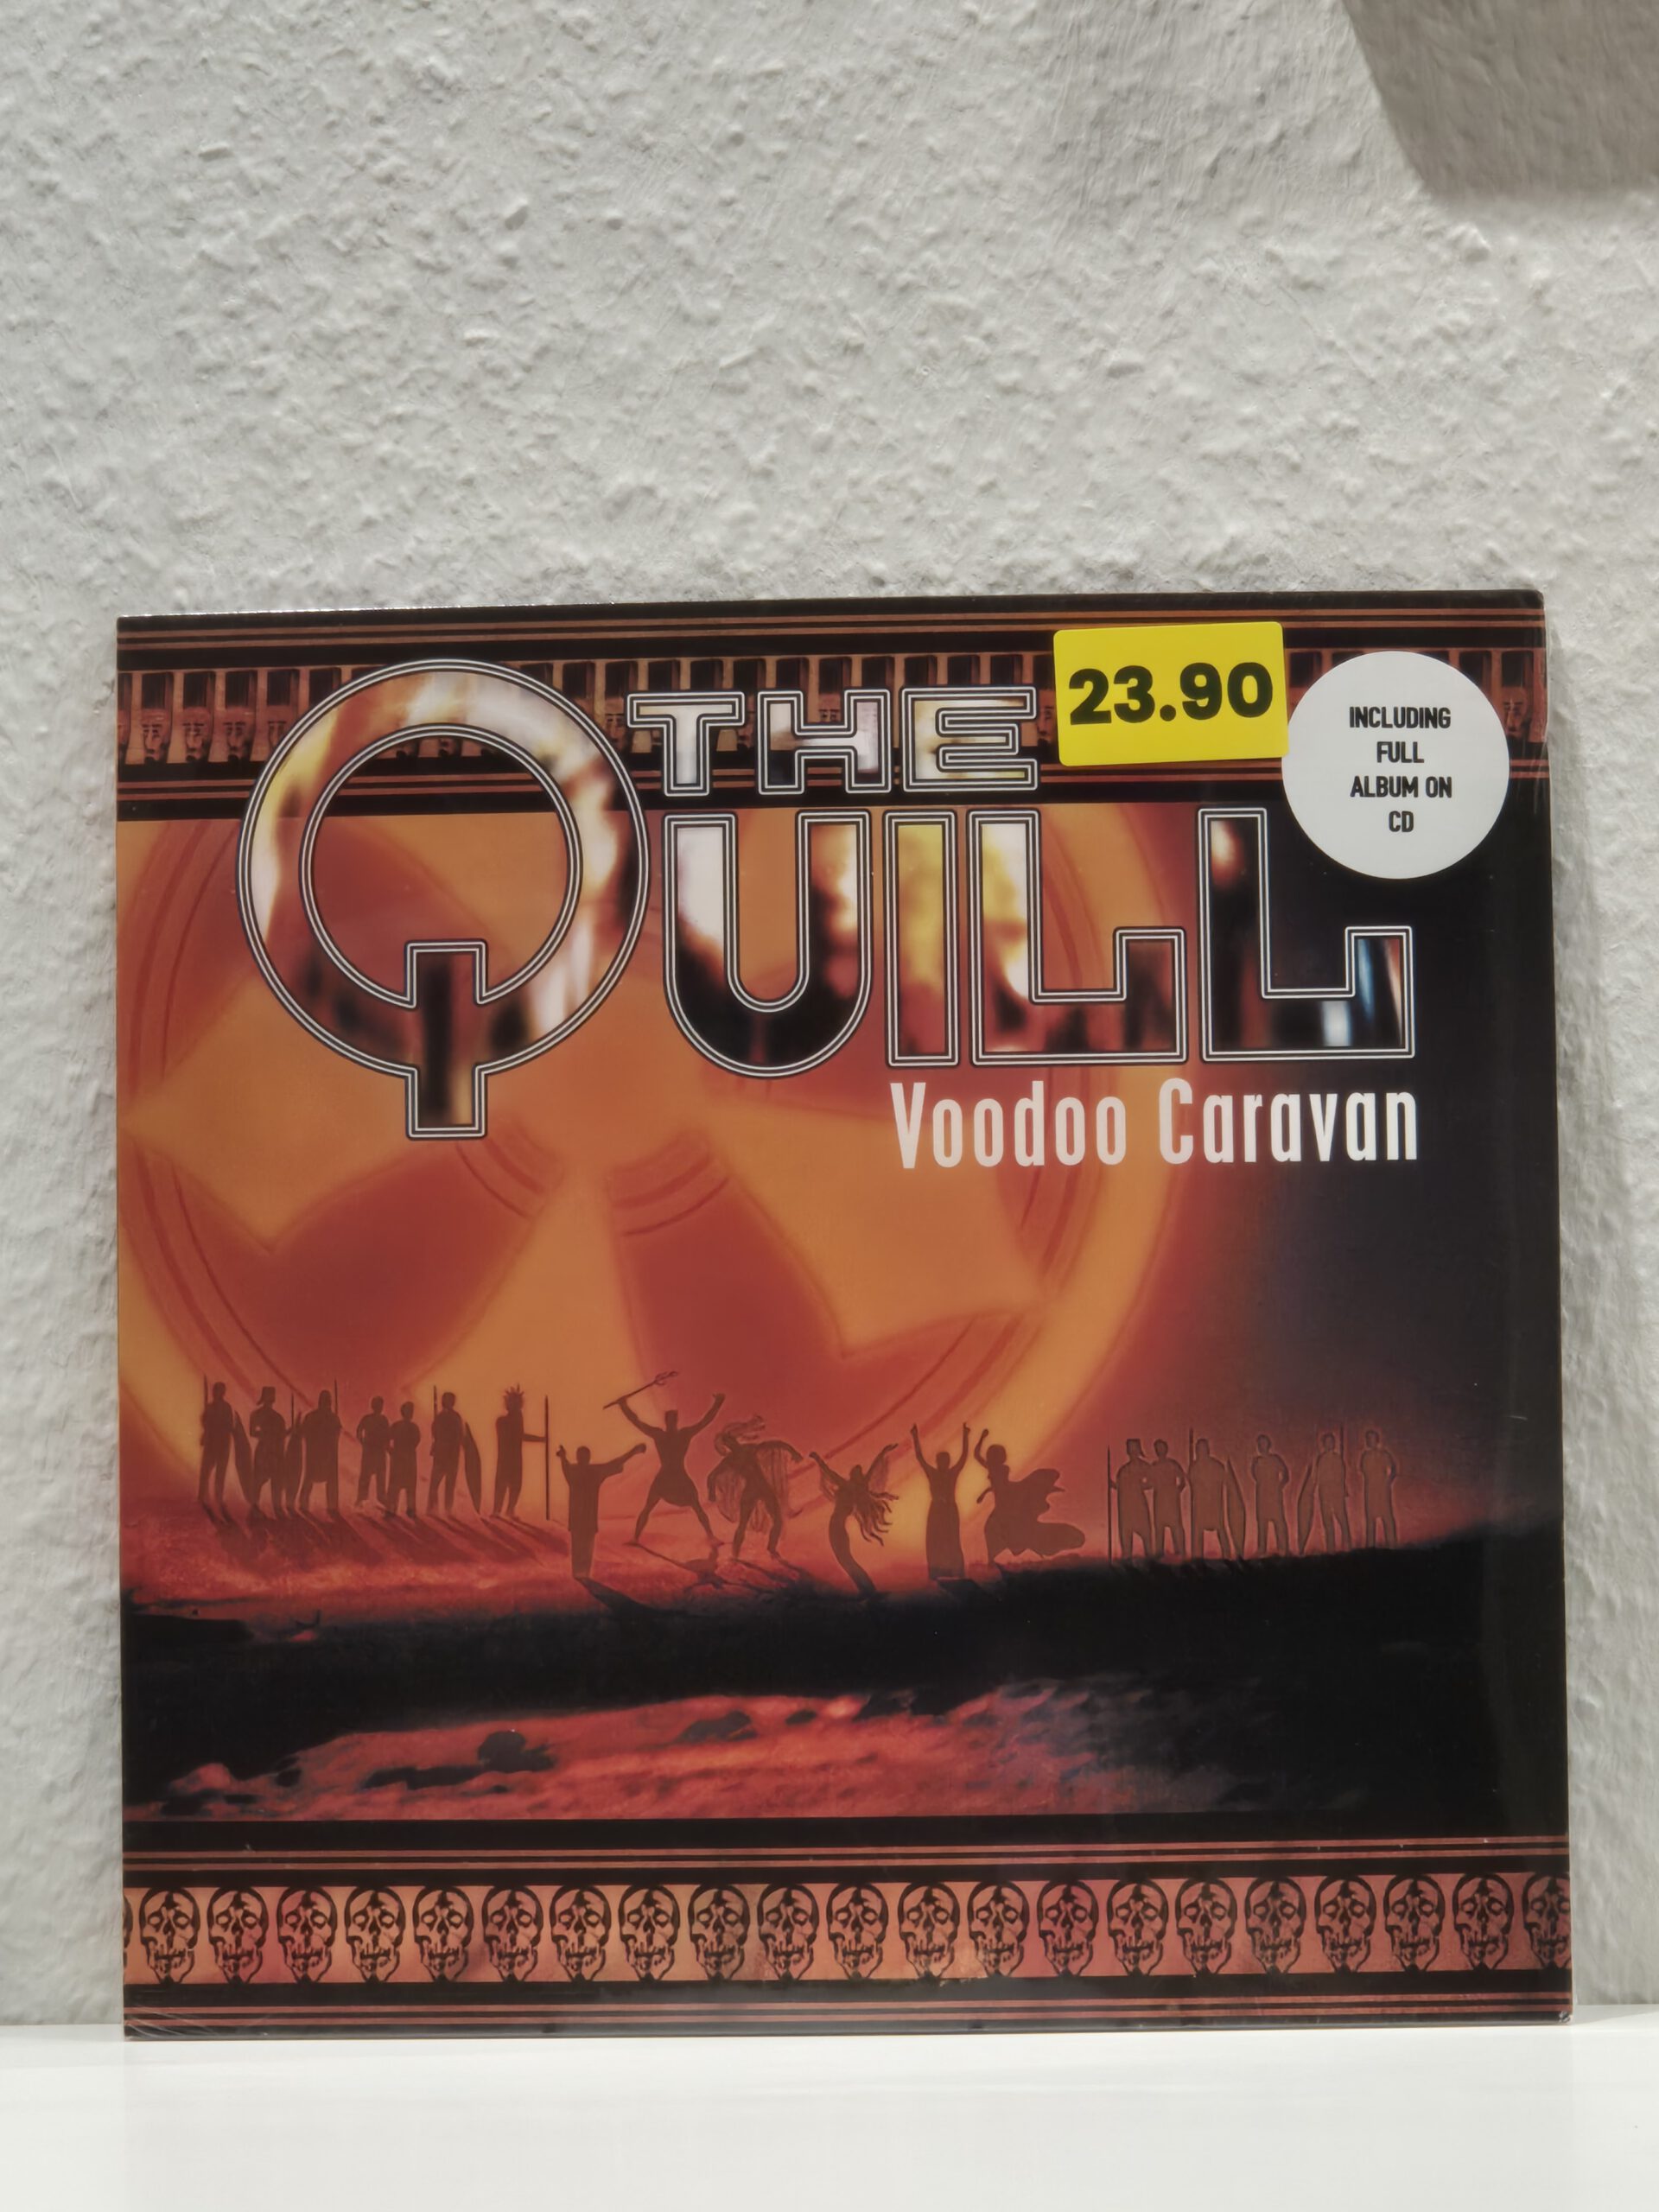 THE
QUILL
Voodoo Caravan
23.90
INCLUDING
FULL
ALBUM ON
CD